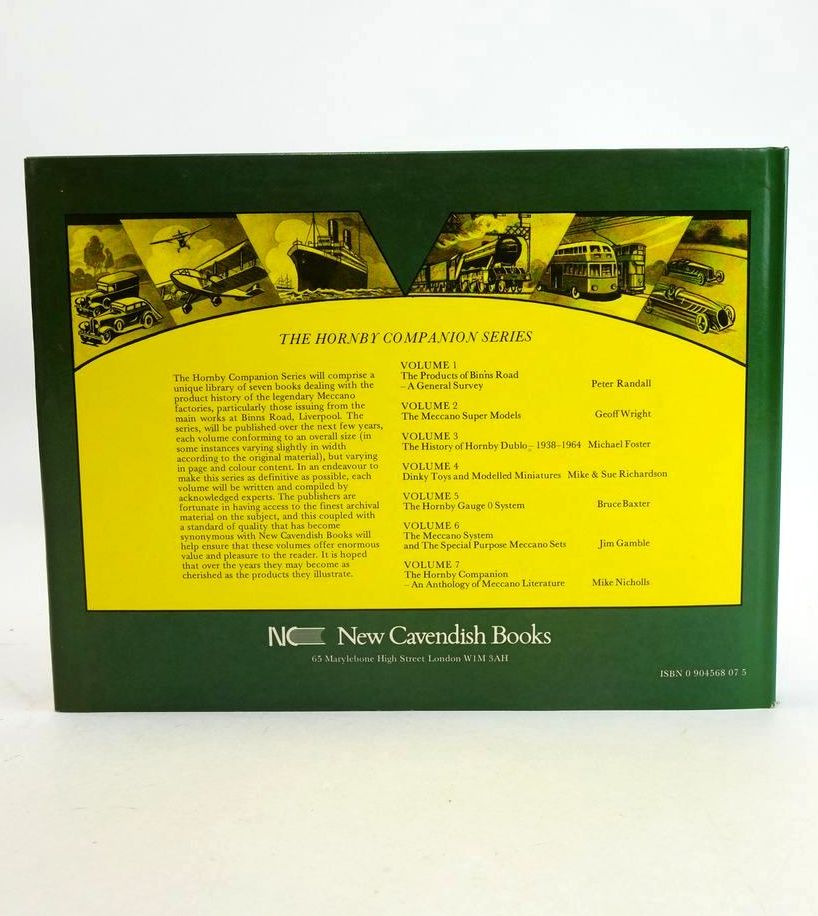 THE HORNBY COMPANION SERIES
The Hornby Companion Series will comprise a
unique library of seven books dealing with the
product history of the legendary Meccano
factories, particularly those issuing from the
main works at Binns Road, Liverpool. The
series, will be published over the next few years,
each volume conforming to an overall size (in
some instances varying slightly in width
according to the original material), but varying
in page and colour content. In an endeavour to
make this series as definitive as possible, each
volume will be written and compiled by
acknowledged experts. The publishers are
fortunate in having access to the finest archival
material on the subject, and this coupled with
a standard of quality that has become
synonymous with New Cavendish Books will
help ensure that these volumes offer enormous
value and pleasure to the reader. It is hoped
that over the years they may become as
cherished as the products they illustrate.
VOLUME 1
The Products of Binns Road
– A General Survey Peter Randall
VOLUME 2
The Meccano Super Models Geoff Wright
VOLUME 3
The History of Hornby Dublo – 1938–1964 Michael Foster
VOLUME 4
Dinky Toys and Modelled Miniatures Mike & Sue Richardson
VOLUME 5
The Hornby Gauge 0 System Bruce Baxter
VOLUME 6
The Meccano System
and The Special Purpose Meccano Sets Jim Gamble
VOLUME 7
The Hornby Companion
– An Anthology of Meccano Literature Mike Nicholls
NC New Cavendish Books
65 Marylebone High Street London W1M 3AH
ISBN 0 904568 07 5